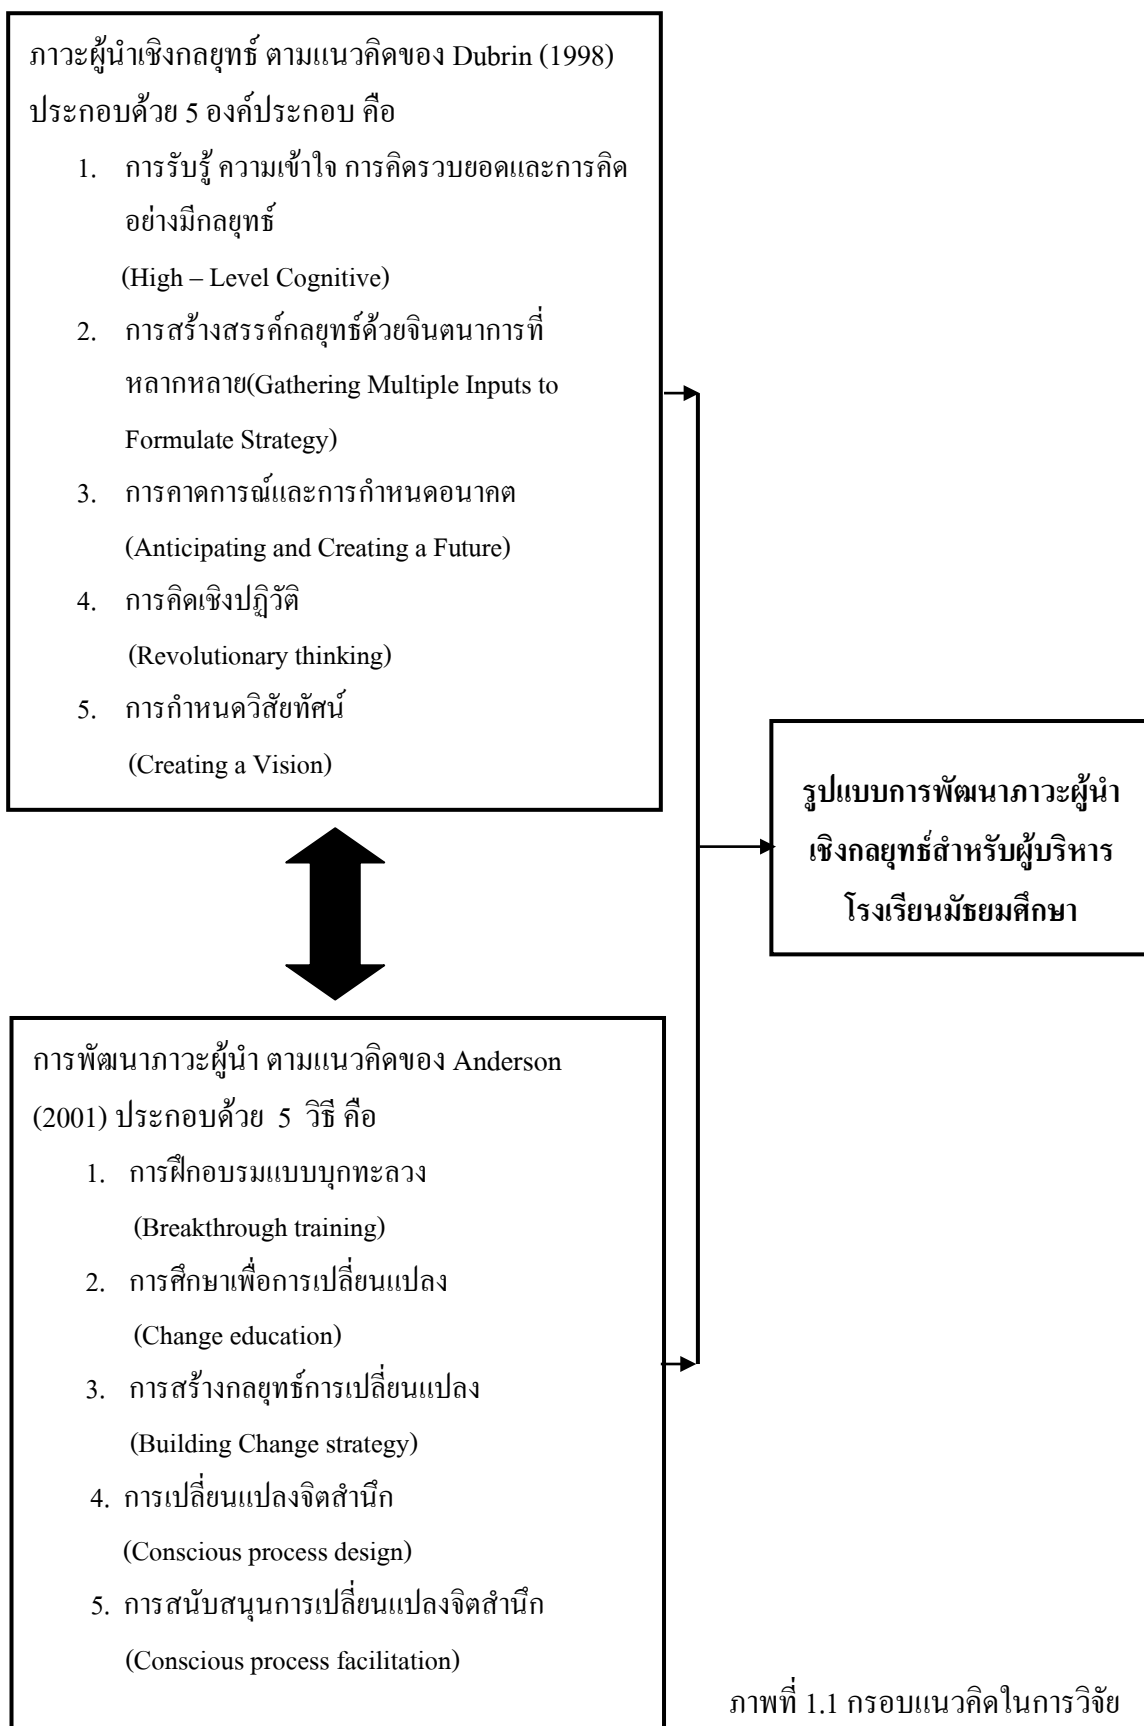 ภาวะผู้นำเชิงกลยุทธ์ ตามแนวคิดของ Dubrin (1998)
ประกอบด้วย 5 องค์ประกอบ คือ
1. การรับรู้ ความเข้าใจ การคิดรวบยอดและการคิด
อย่างมีกลยุทธ์
(High – Level Cognitive)
2. การสร้างสรรค์กลยุทธ์ด้วยจินตนาการที่
หลากหลาย(Gathering Multiple Inputs to
Formulate Strategy)
3. การคาดการณ์และการกำหนดอนาคต
(Anticipating and Creating a Future)
4. การคิดเชิงปฏิวัติ
(Revolutionary thinking)
5. การกำหนดวิสัยทัศน์
(Creating a Vision)
รูปแบบการพัฒนาภาวะผู้นำ
เชิงกลยุทธ์สำหรับผู้บริหาร
โรงเรียนมัธยมศึกษา
การพัฒนาภาวะผู้นำ ตามแนวคิดของ Anderson
(2001) ประกอบด้วย 5 วิธี คือ
1. การฝึกอบรมแบบบุกทะลวง
(Breakthrough training)
2. การศึกษาเพื่อการเปลี่ยนแปลง
(Change education)
3. การสร้างกลยุทธ์การเปลี่ยนแปลง
(Building Change strategy)
4. การเปลี่ยนแปลงจิตสำนึก
(Conscious process design)
5. การสนับสนุนการเปลี่ยนแปลงจิตสำนึก
(Conscious process facilitation)
ภาพที่ 1.1 กรอบแนวคิดในการวิจัย